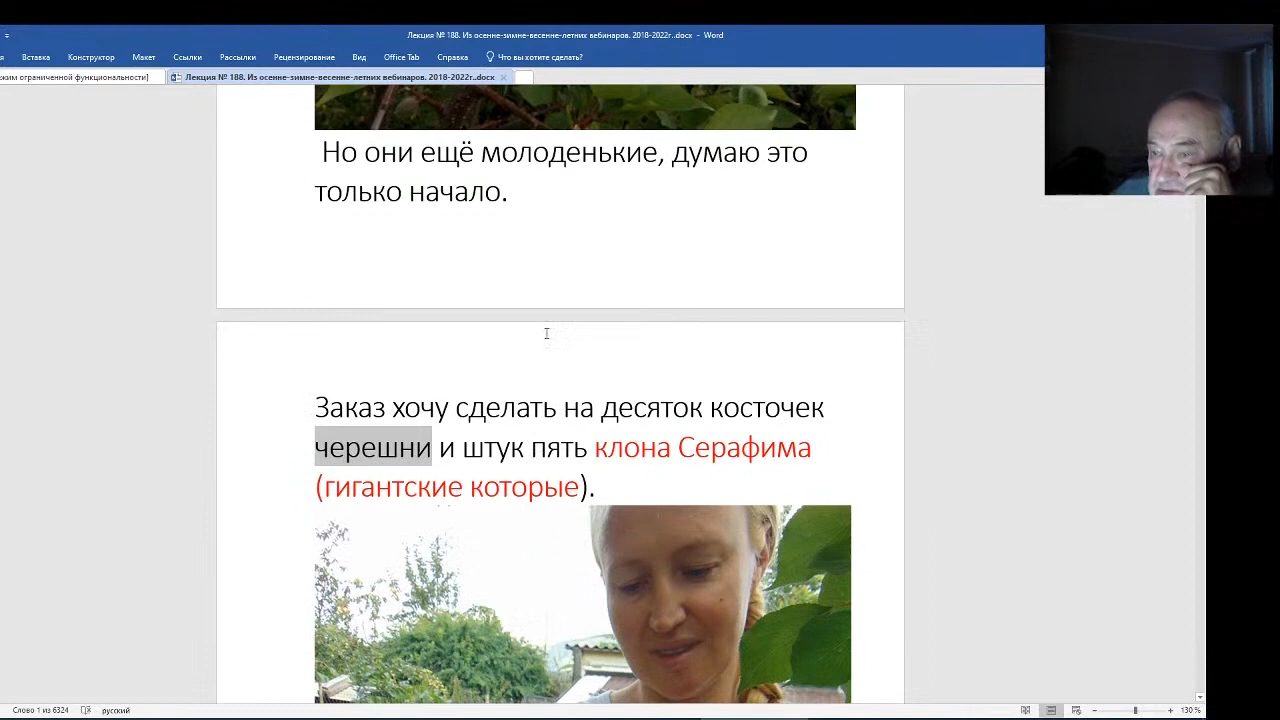 Лекция № 188. Из осенне-зимне-весенне-летних вебинаров. 2018-2022г..docx - Word
Вставка Конструктор Макет Ссылки Рассылки Рецензирование Вид Office Tab Справка Что вы хотите сделать?
ограниченной функциональности] Лекция № 188. Из осенне-зимне-весенне-летних вебинаров. 2018-2022г..docx
Но они ещё молоденькие, думаю это
только начало.
Заказ хочу сделать на десяток косточек
черешни и штук пять клона Серафима
(гигантские которые).
Слово 1 из 6324 русский 130 %